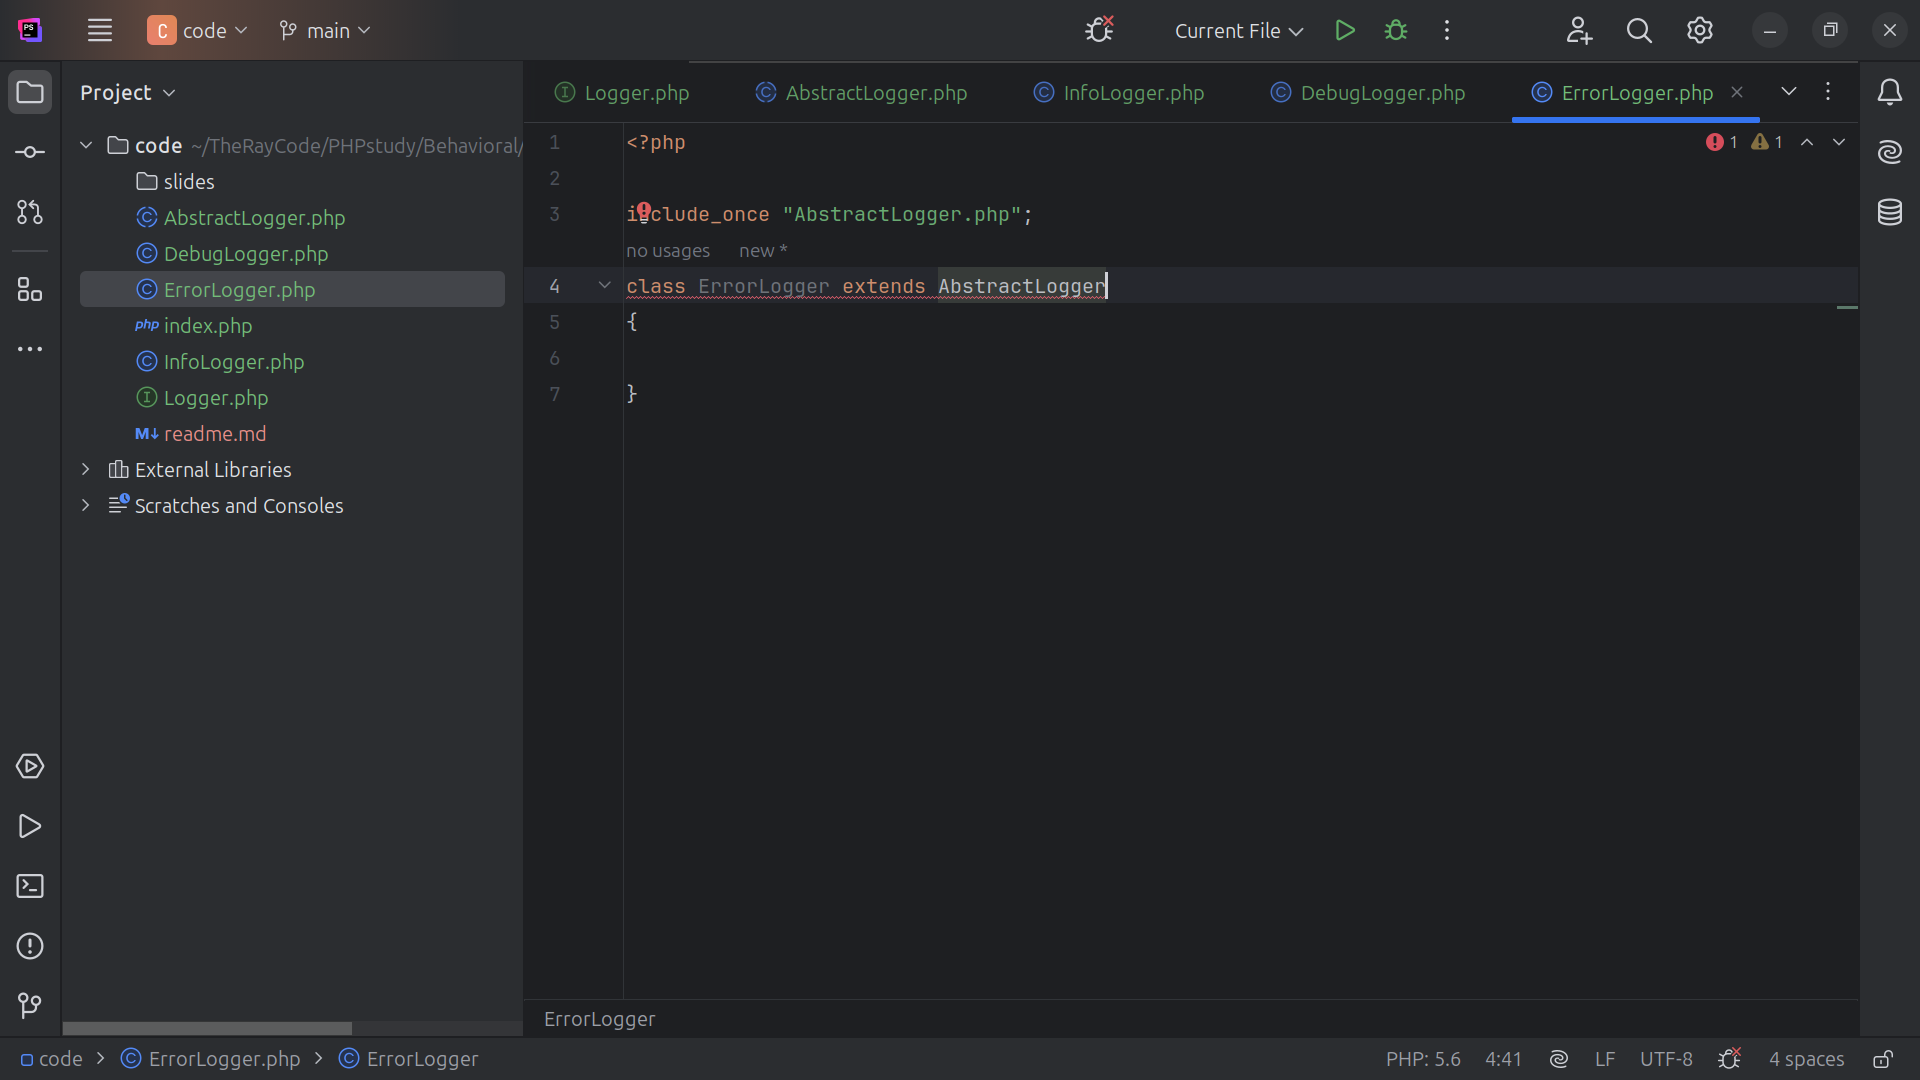 PS
C code
main
Current File
Project
Logger.php
AbstractLogger.php
InfoLogger.php
DebugLogger.php
ErrorLogger.php
code ~/TheRayCode/PHPstudy/Behavioral/
slides
AbstractLogger.php
DebugLogger.php
ErrorLogger.php
php index.php
InfoLogger.php
Logger.php
M↓ readme.md
External Libraries
Scratches and Consoles
1 <?php
1 1
2
3 include_once "AbstractLogger.php";
no usages new *
4 class ErrorLogger extends AbstractLogger
5 {
6
7 }
ErrorLogger
code > ErrorLogger.php > ErrorLogger
PHP: 5.6 4:41 LF UTF-8 4 spaces